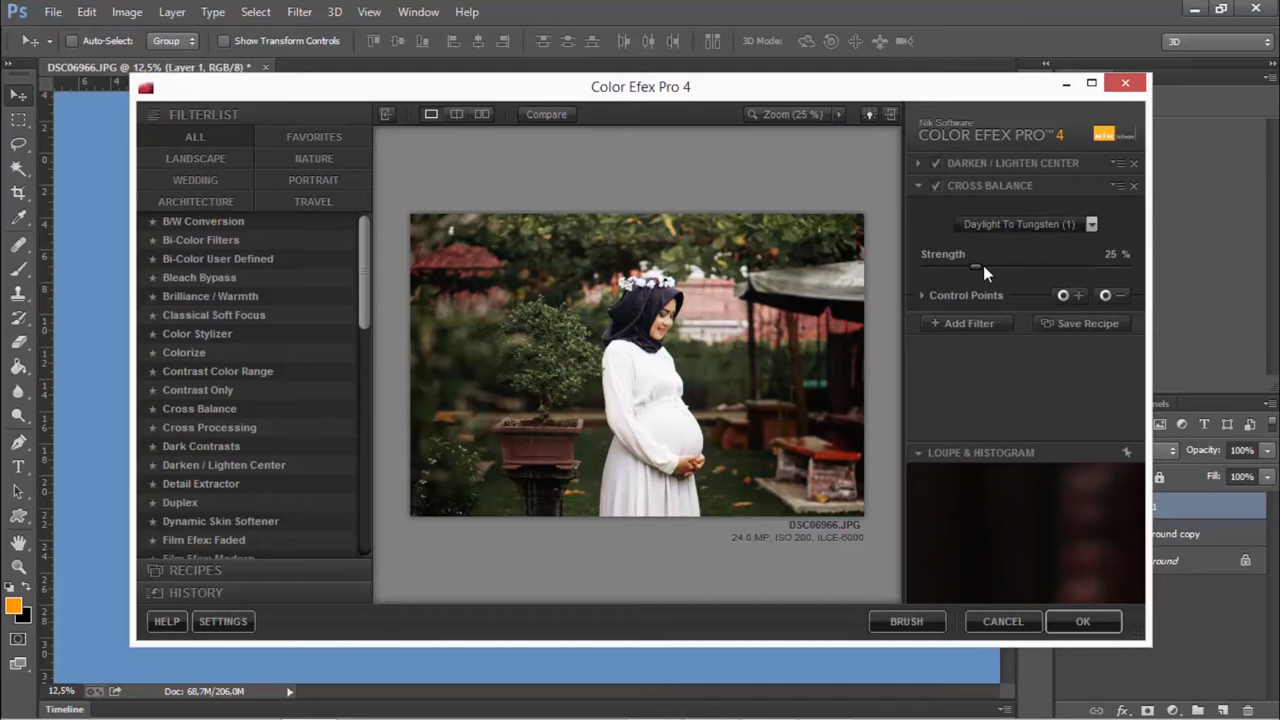 Ps File Edit Image Layer Type Select Filter 3D View Window Help
Auto-Select: Group Show Transform Controls 3D Mode: 3D
DSC06966.JPG @ 12,5% (Layer 1, RGB/8) *
Color Efex Pro 4
FILTERLIST
ALL FAVORITES
LANDSCAPE NATURE
WEDDING PORTRAIT
ARCHITECTURE TRAVEL
B/W Conversion
Bi-Color Filters
Bi-Color User Defined
Bleach Bypass
Brilliance / Warmth
Classical Soft Focus
Color Stylizer
Colorize
Contrast Color Range
Contrast Only
Cross Balance
Cross Processing
Dark Contrasts
Darken / Lighten Center
Detail Extractor
Duplex
Dynamic Skin Softener
Film Efex: Faded
Film Efex: Modern
RECIPES
HISTORY
HELP SETTINGS
Compare Zoom (25 %)
DSC06966.JPG
24.0 MP, ISO 200, ILCE-6000
Nik Software
COLOR EFEX PRO™ 4
DARKEN / LIGHTEN CENTER
CROSS BALANCE
Daylight To Tungsten (1)
Strength 25 %
Control Points
+ Add Filter Save Recipe
LOUPE & HISTOGRAM
BRUSH CANCEL OK
Opacity: 100%
Fill: 100%
1
round copy
round
12,5% Doc: 68,7M/206,0M
Timeline